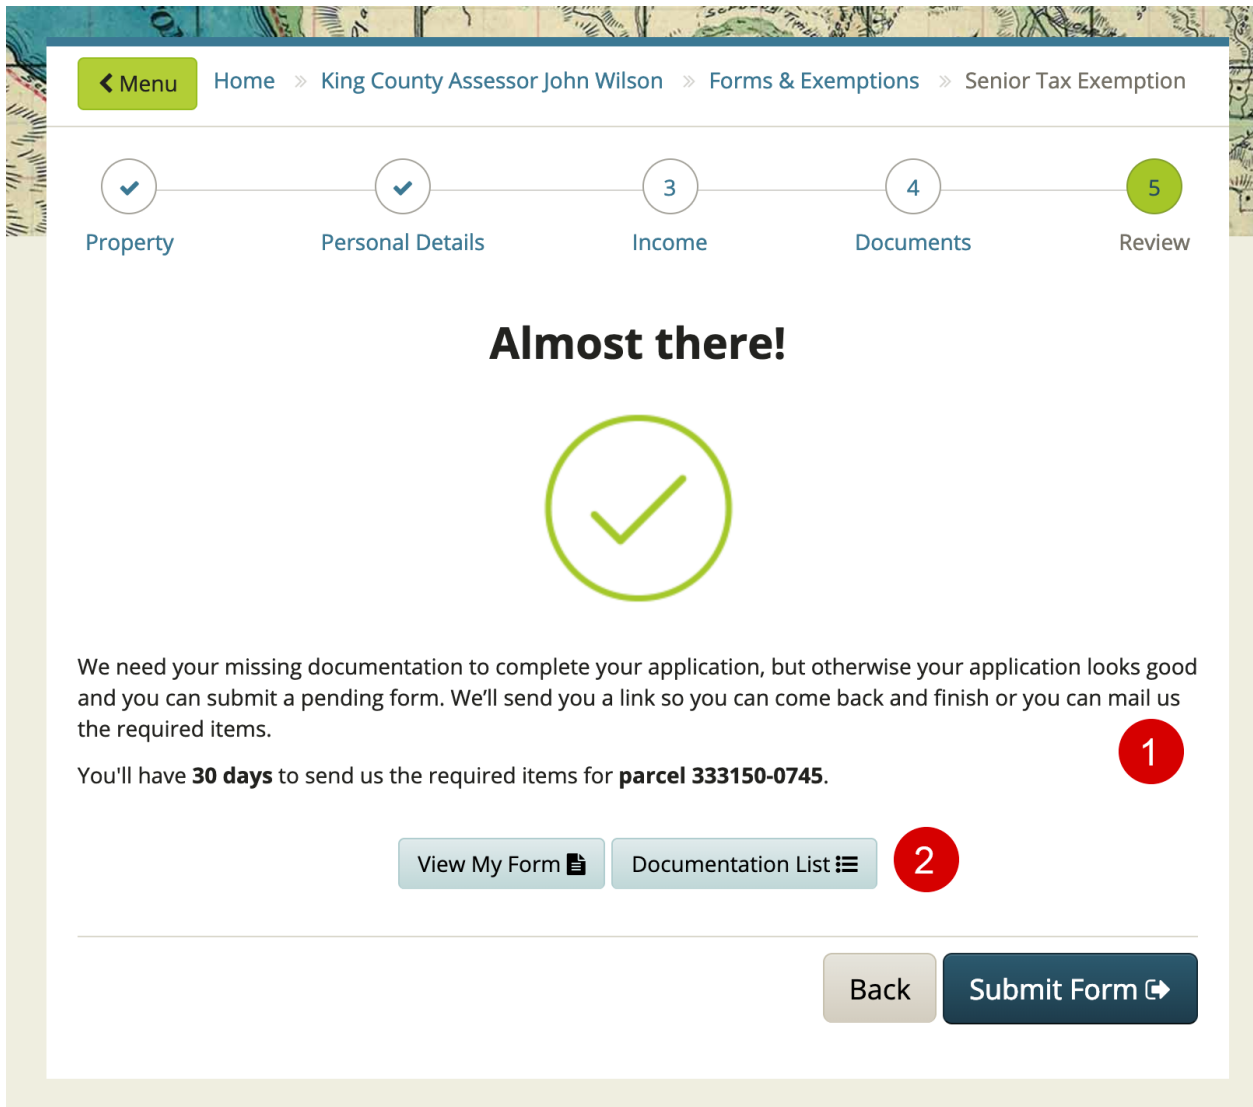 Menu Home » King County Assessor John Wilson » Forms & Exemptions » Senior Tax Exemption
3 4 5
Property Personal Details Income Documents Review
Almost there!
We need your missing documentation to complete your application, but otherwise your application looks good
and you can submit a pending form. We’ll send you a link so you can come back and finish or you can mail us
the required items.
1
You'll have 30 days to send us the required items for parcel 333150-0745.
View My Form Documentation List 2
Back Submit Form